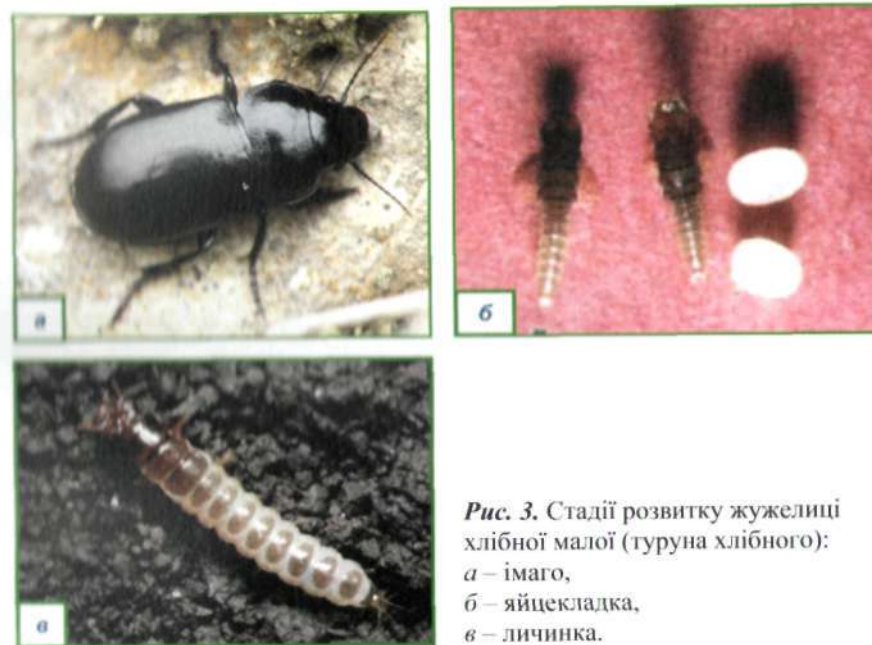 а
б
в
Рис. 3. Стадії розвитку жужелиці
хлібної малої (туруна хлібного):
а – імаго,
б – яйцекладка,
в – личинка.